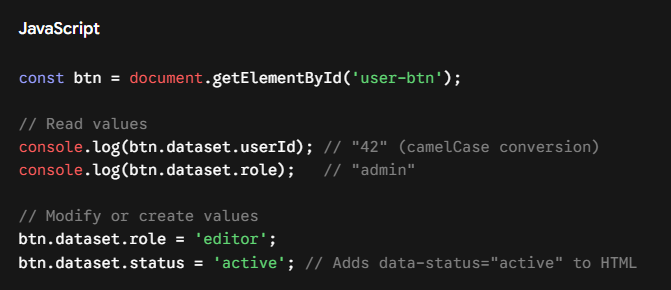 JavaScript
const btn = document.getElementById('user-btn');
// Read values
console.log(btn.dataset.userId); // "42" (camelCase conversion)
console.log(btn.dataset.role);   // "admin"
// Modify or create values
btn.dataset.role = 'editor';
btn.dataset.status = 'active'; // Adds data-status="active" to HTML